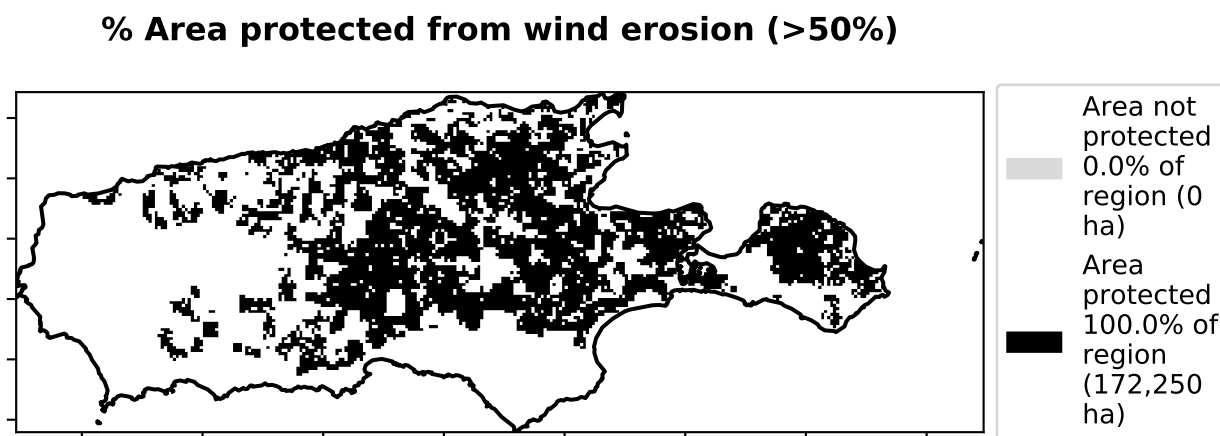 % Area protected from wind erosion (>50%)
Area not
protected
0.0% of
region (0
ha)
Area
protected
100.0% of
region
(172,250
ha)